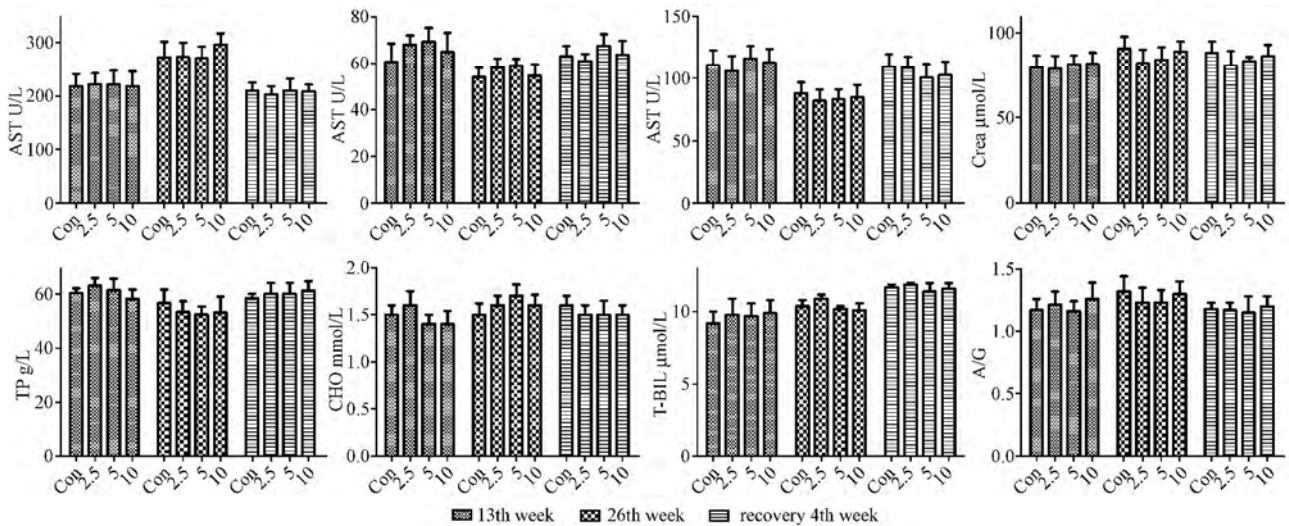 AST U/L
300
200
100
0
Con 2.5 5 10 Con 2.5 5 10 Con 2.5 5 10
AST U/L
80
60
40
20
0
Con 2.5 5 10 Con 2.5 5 10 Con 2.5 5 10
AST U/L
150
100
50
0
Con 2.5 5 10 Con 2.5 5 10 Con 2.5 5 10
Crea μmol/L
100
50
0
Con 2.5 5 10 Con 2.5 5 10 Con 2.5 5 10
TP g/L
60
40
20
0
Con 2.5 5 10 Con 2.5 5 10 Con 2.5 5 10
CHO mmol/L
2.0
1.5
1.0
0.5
0.0
Con 2.5 5 10 Con 2.5 5 10 Con 2.5 5 10
T-BIL μmol/L
10
5
0
Con 2.5 5 10 Con 2.5 5 10 Con 2.5 5 10
A/G
1.5
1.0
0.5
0.0
Con 2.5 5 10 Con 2.5 5 10 Con 2.5 5 10
13th week 26th week recovery 4th week